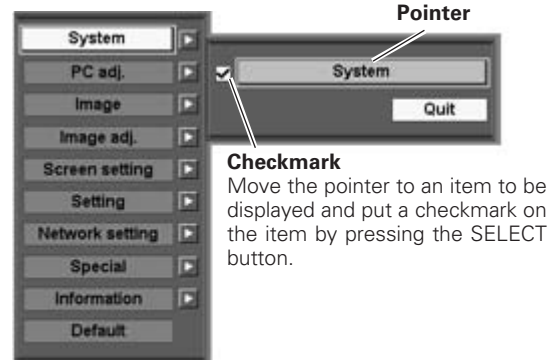 Pointer
System
PC adj.
Image
Image adj.
Screen setting
Setting
Network setting
Special
Information
Default
System
Quit
Checkmark
Move the pointer to an item to be
displayed and put a checkmark on
the item by pressing the SELECT
button.